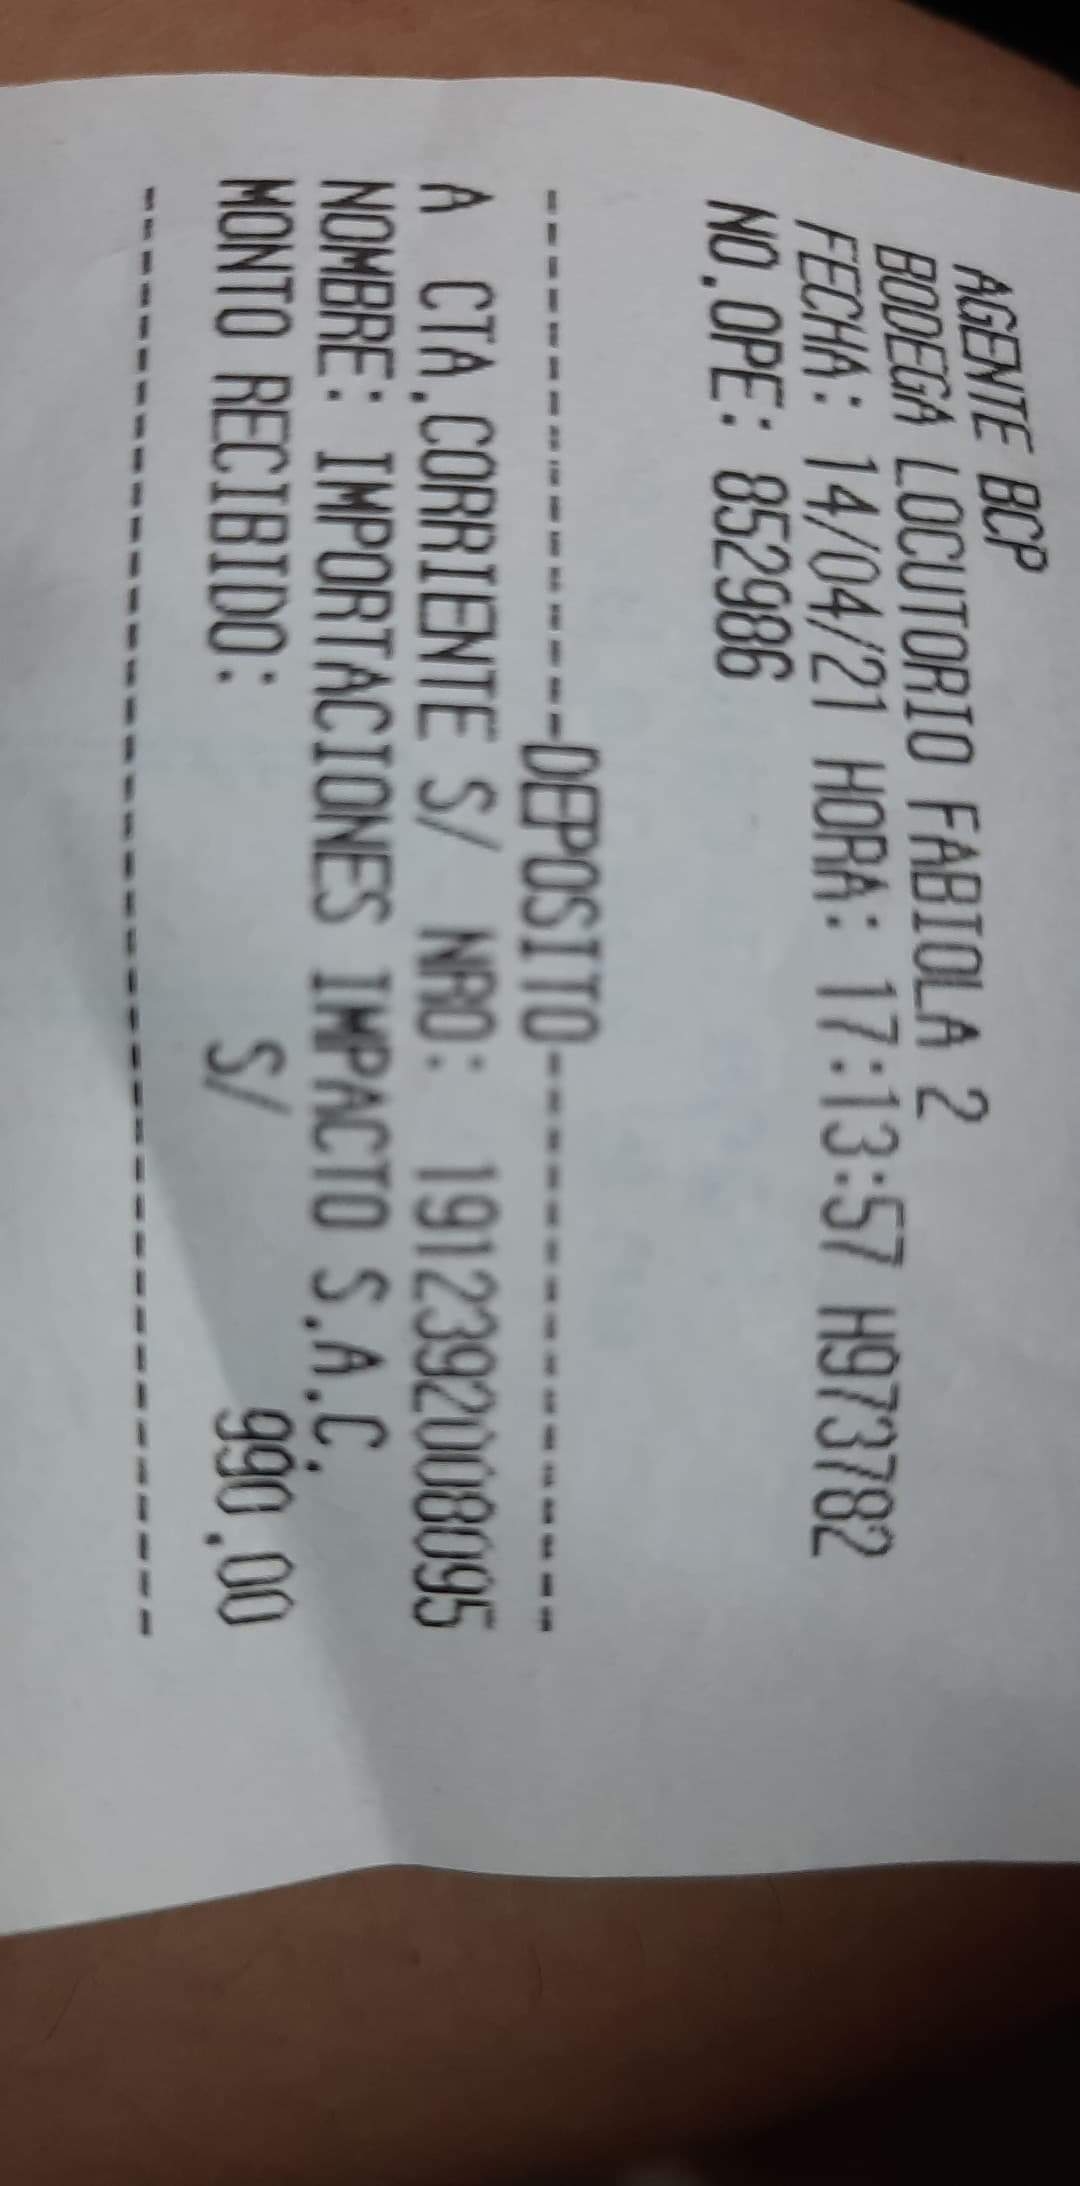 AGENTE BCP
BODEGA LOCUTORIO FABIOLA 2
FECHA: 14/04/21 HORA: 17:13:57 H973782
NO.OPE: 852986
---------------DEPOSITO---------------
A CTA.CORRIENTE S/ NRO: 1912392008095
NOMBRE: IMPORTACIONES IMPACTO S.A.C.
MONTO RECIBIDO: S/ 990.00
--------------------------------------